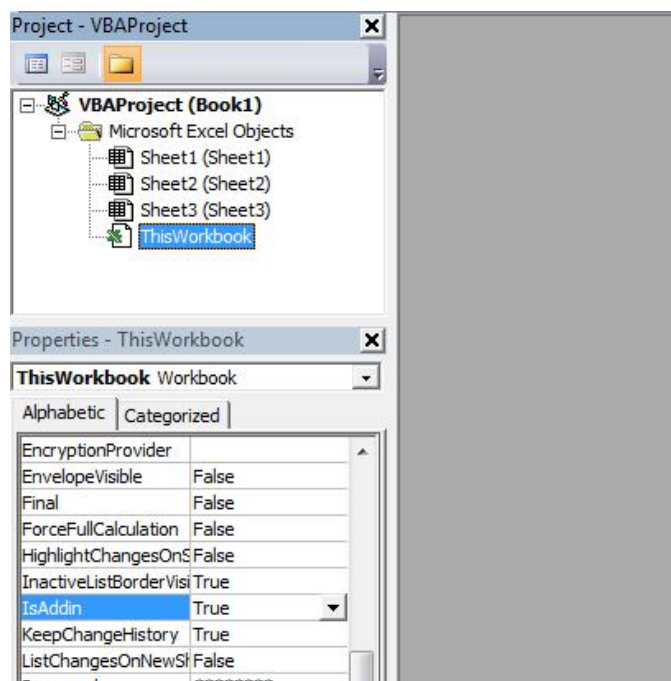 Project - VBAProject
VBAProject (Book1)
Microsoft Excel Objects
Sheet1 (Sheet1)
Sheet2 (Sheet2)
Sheet3 (Sheet3)
ThisWorkbook
Properties - ThisWorkbook
ThisWorkbook Workbook
Alphabetic Categorized
EncryptionProvider
EnvelopeVisible False
Final False
ForceFullCalculation False
HighlightChangesOnS False
InactiveListBorderVisi True
IsAddin True
KeepChangeHistory True
ListChangesOnNewSh False